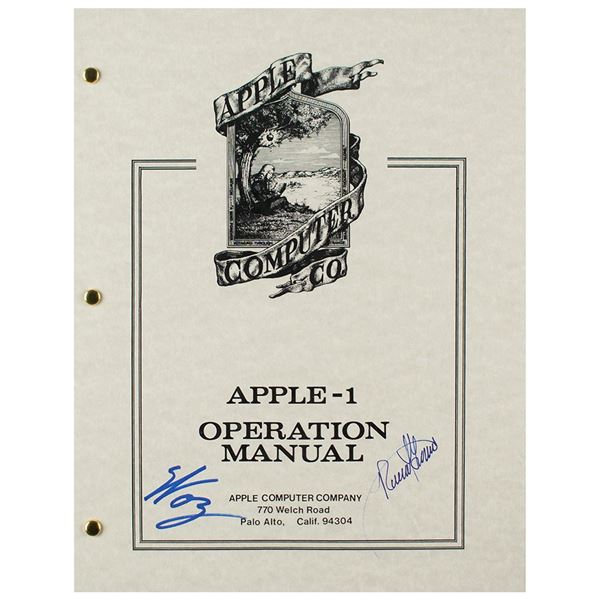 APPLE
COMPUTER
CO.
APPLE-1
OPERATION
MANUAL
Woz
APPLE COMPUTER COMPANY
770 Welch Road
Palo Alto, Calif. 94304